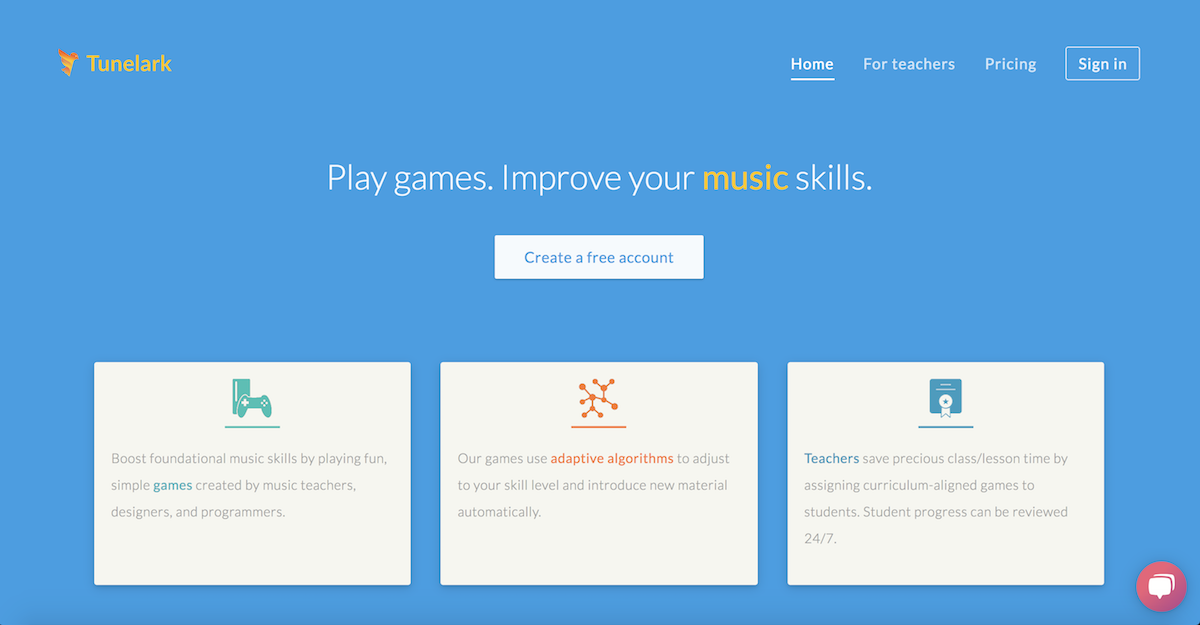 Tunelark
Home
For teachers
Pricing
Sign in
Play games. Improve your music skills.
Create a free account
Boost foundational music skills by playing fun,
simple games created by music teachers,
designers, and programmers.
Our games use adaptive algorithms to adjust
to your skill level and introduce new material
automatically.
Teachers save precious class/lesson time by
assigning curriculum-aligned games to
students. Student progress can be reviewed
24/7.